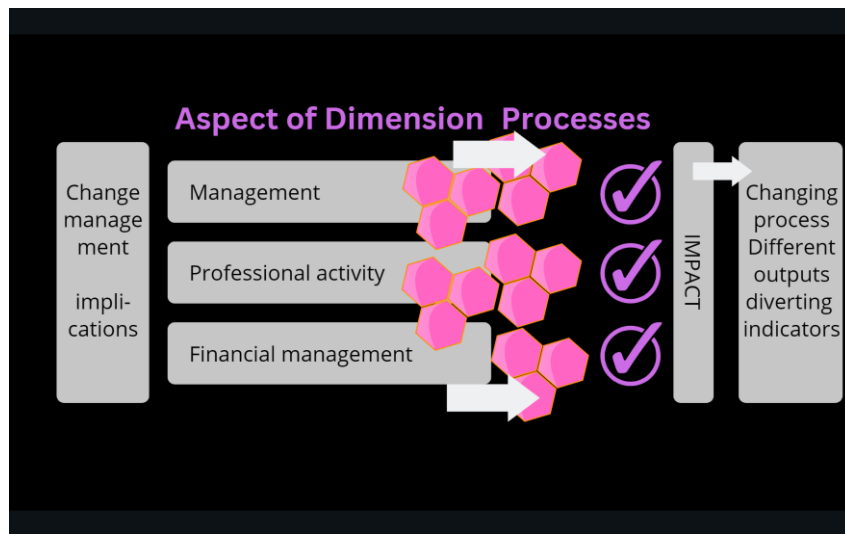 Aspect of Dimension Processes
Change
manage
ment
impli-
cations
Management
Professional activity
Financial management
IMPACT
Changing
process
Different
outputs
diverting
indicators